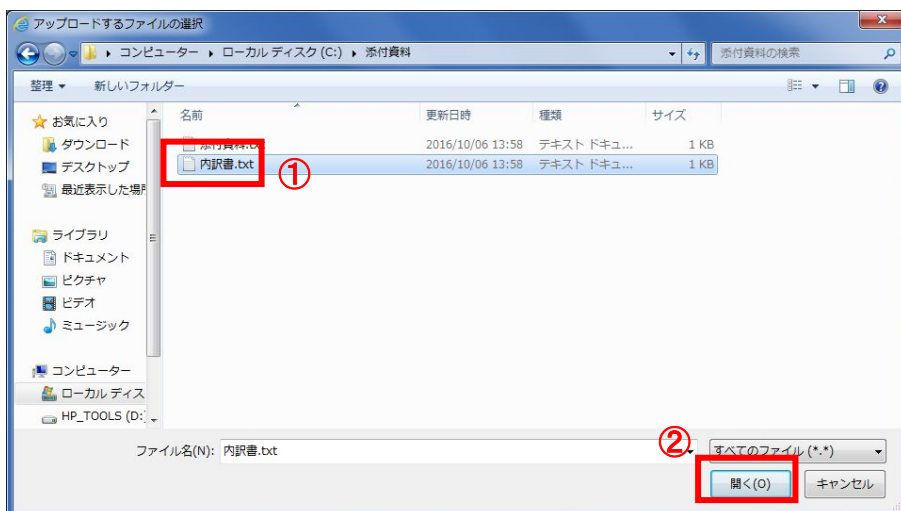 アップロードするファイルの選択
コンピューター ▸ ローカル ディスク (C:) ▸ 添付資料
添付資料の検索
整理 ▼ 新しいフォルダー
名前 更新日時 種類 サイズ
添付資料.txt 2016/10/06 13:58 テキスト ドキュ... 1 KB
内訳書.txt 2016/10/06 13:58 テキスト ドキュ... 1 KB
①
お気に入り
ダウンロード
デスクトップ
最近表示した場所
ライブラリ
ドキュメント
ピクチャ
ビデオ
ミュージック
コンピューター
ローカル ディス
HP_TOOLS (D:)
ファイル名(N): 内訳書.txt
②
すべてのファイル (*.*)
開く(O) キャンセル